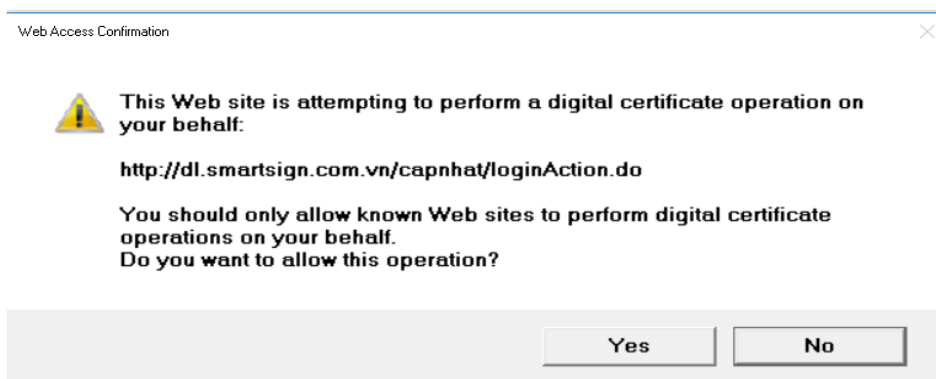 Web Access Confirmation
This Web site is attempting to perform a digital certificate operation on
your behalf:
http://dl.smartsign.com.vn/capnhat/loginAction.do
You should only allow known Web sites to perform digital certificate
operations on your behalf.
Do you want to allow this operation?
Yes No